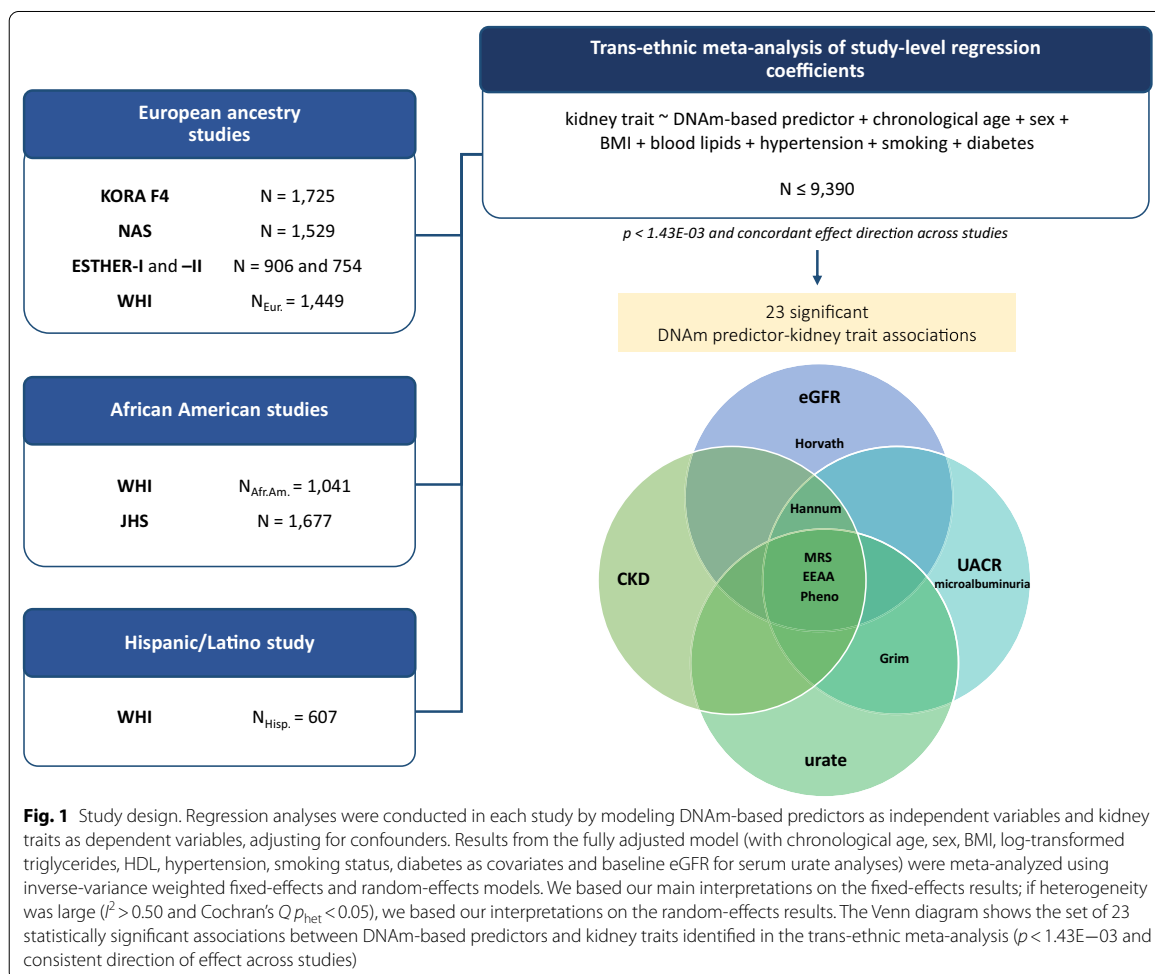 European ancestry
studies
KORA F4 N = 1,725
NAS N = 1,529
ESTHER-I and –II N = 906 and 754
WHI NEur. = 1,449
African American studies
WHI NAfr.Am. = 1,041
JHS N = 1,677
Hispanic/Latino study
WHI NHisp. = 607
Trans-ethnic meta-analysis of study-level regression
coefficients
kidney trait ~ DNAm-based predictor + chronological age + sex +
BMI + blood lipids + hypertension + smoking + diabetes
N ≤ 9,390
p < 1.43E-03 and concordant effect direction across studies
23 significant
DNAm predictor-kidney trait associations
eGFR
Horvath
Hannum
MRS
EEAA
Pheno
CKD
UACR
microalbuminuria
Grim
urate
Fig. 1 Study design. Regression analyses were conducted in each study by modeling DNAm-based predictors as independent variables and kidney
traits as dependent variables, adjusting for confounders. Results from the fully adjusted model (with chronological age, sex, BMI, log-transformed
triglycerides, HDL, hypertension, smoking status, diabetes as covariates and baseline eGFR for serum urate analyses) were meta-analyzed using
inverse-variance weighted fixed-effects and random-effects models. We based our main interpretations on the fixed-effects results; if heterogeneity
was large (I² > 0.50 and Cochran's Q phet < 0.05), we based our interpretations on the random-effects results. The Venn diagram shows the set of 23
statistically significant associations between DNAm-based predictors and kidney traits identified in the trans-ethnic meta-analysis (p < 1.43E−03 and
consistent direction of effect across studies)